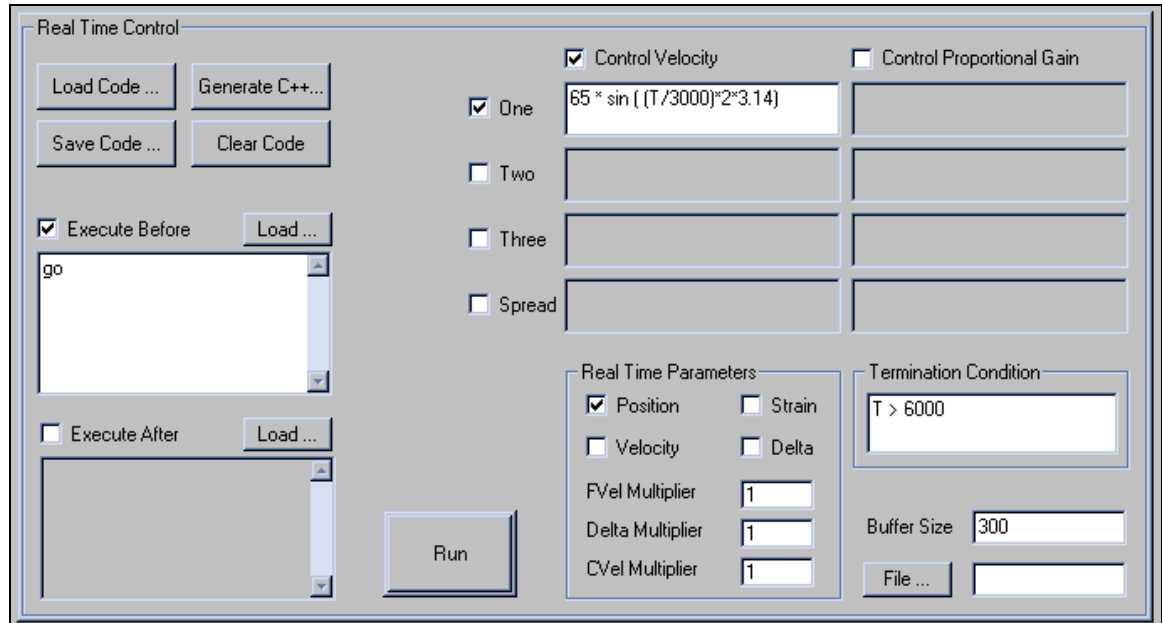 Real Time Control
Control Velocity
Control Proportional Gain
Load Code ...
Generate C++...
One
65 * sin ( (T/3000)*2*3.14)
Save Code ...
Clear Code
Two
Execute Before
Load ...
Three
go
Spread
Real Time Parameters
Termination Condition
Position
Strain
T > 6000
Execute After
Load ...
Velocity
Delta
FVel Multiplier
1
Delta Multiplier
1
Buffer Size
300
Run
CVel Multiplier
1
File ...